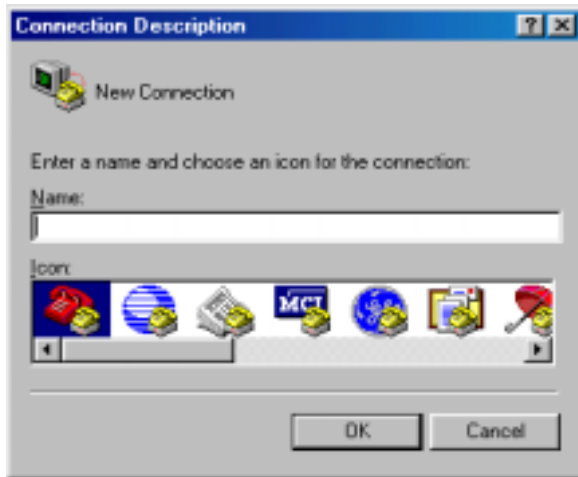 Connection Description
New Connection
Enter a name and choose an icon for the connection:
Name:
Icon:
MCI
OK Cancel